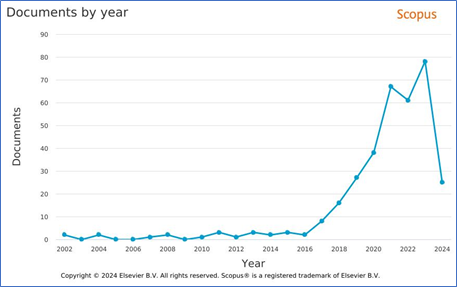 Documents by year
Scopus
90
80
70
60
50
40
30
20
10
0
Documents
2002 2004 2006 2008 2010 2012 2014 2016 2018 2020 2022 2024
Year
Copyright © 2024 Elsevier B.V. All rights reserved. Scopus® is a registered trademark of Elsevier B.V.